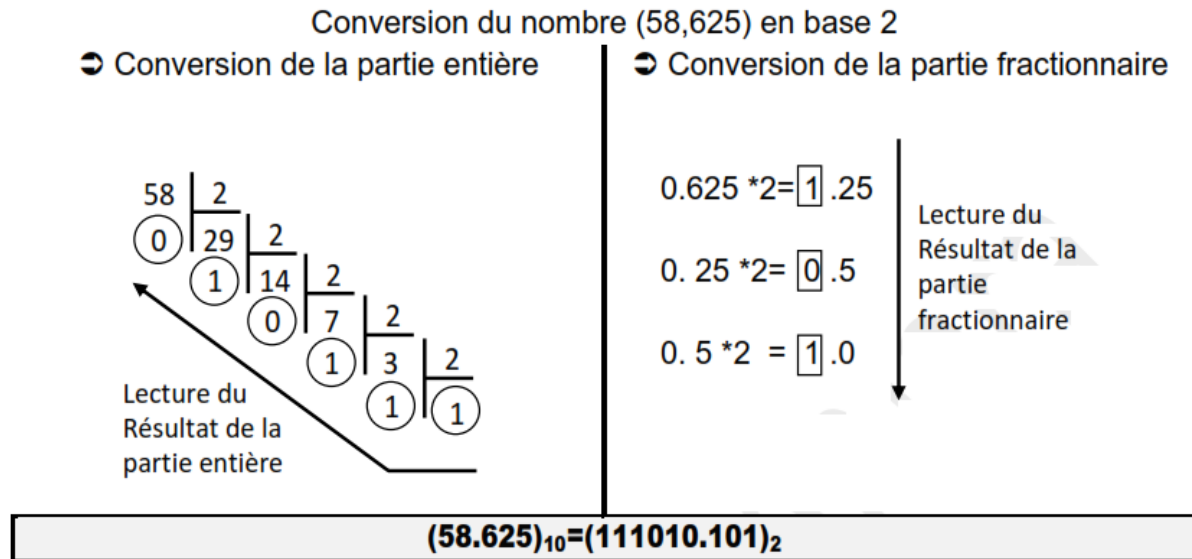 Conversion du nombre (58,625) en base 2
➲ Conversion de la partie entière
58 2
0 29 2
1 14 2
0 7 2
1 3 2
1 1
Lecture du
Résultat de la
partie entière
➲ Conversion de la partie fractionnaire
0.625 *2= 1 .25
0. 25 *2= 0 .5
0. 5 *2 = 1 .0
Lecture du
Résultat de la
partie
fractionnaire
(58.625)₁₀=(111010.101)₂